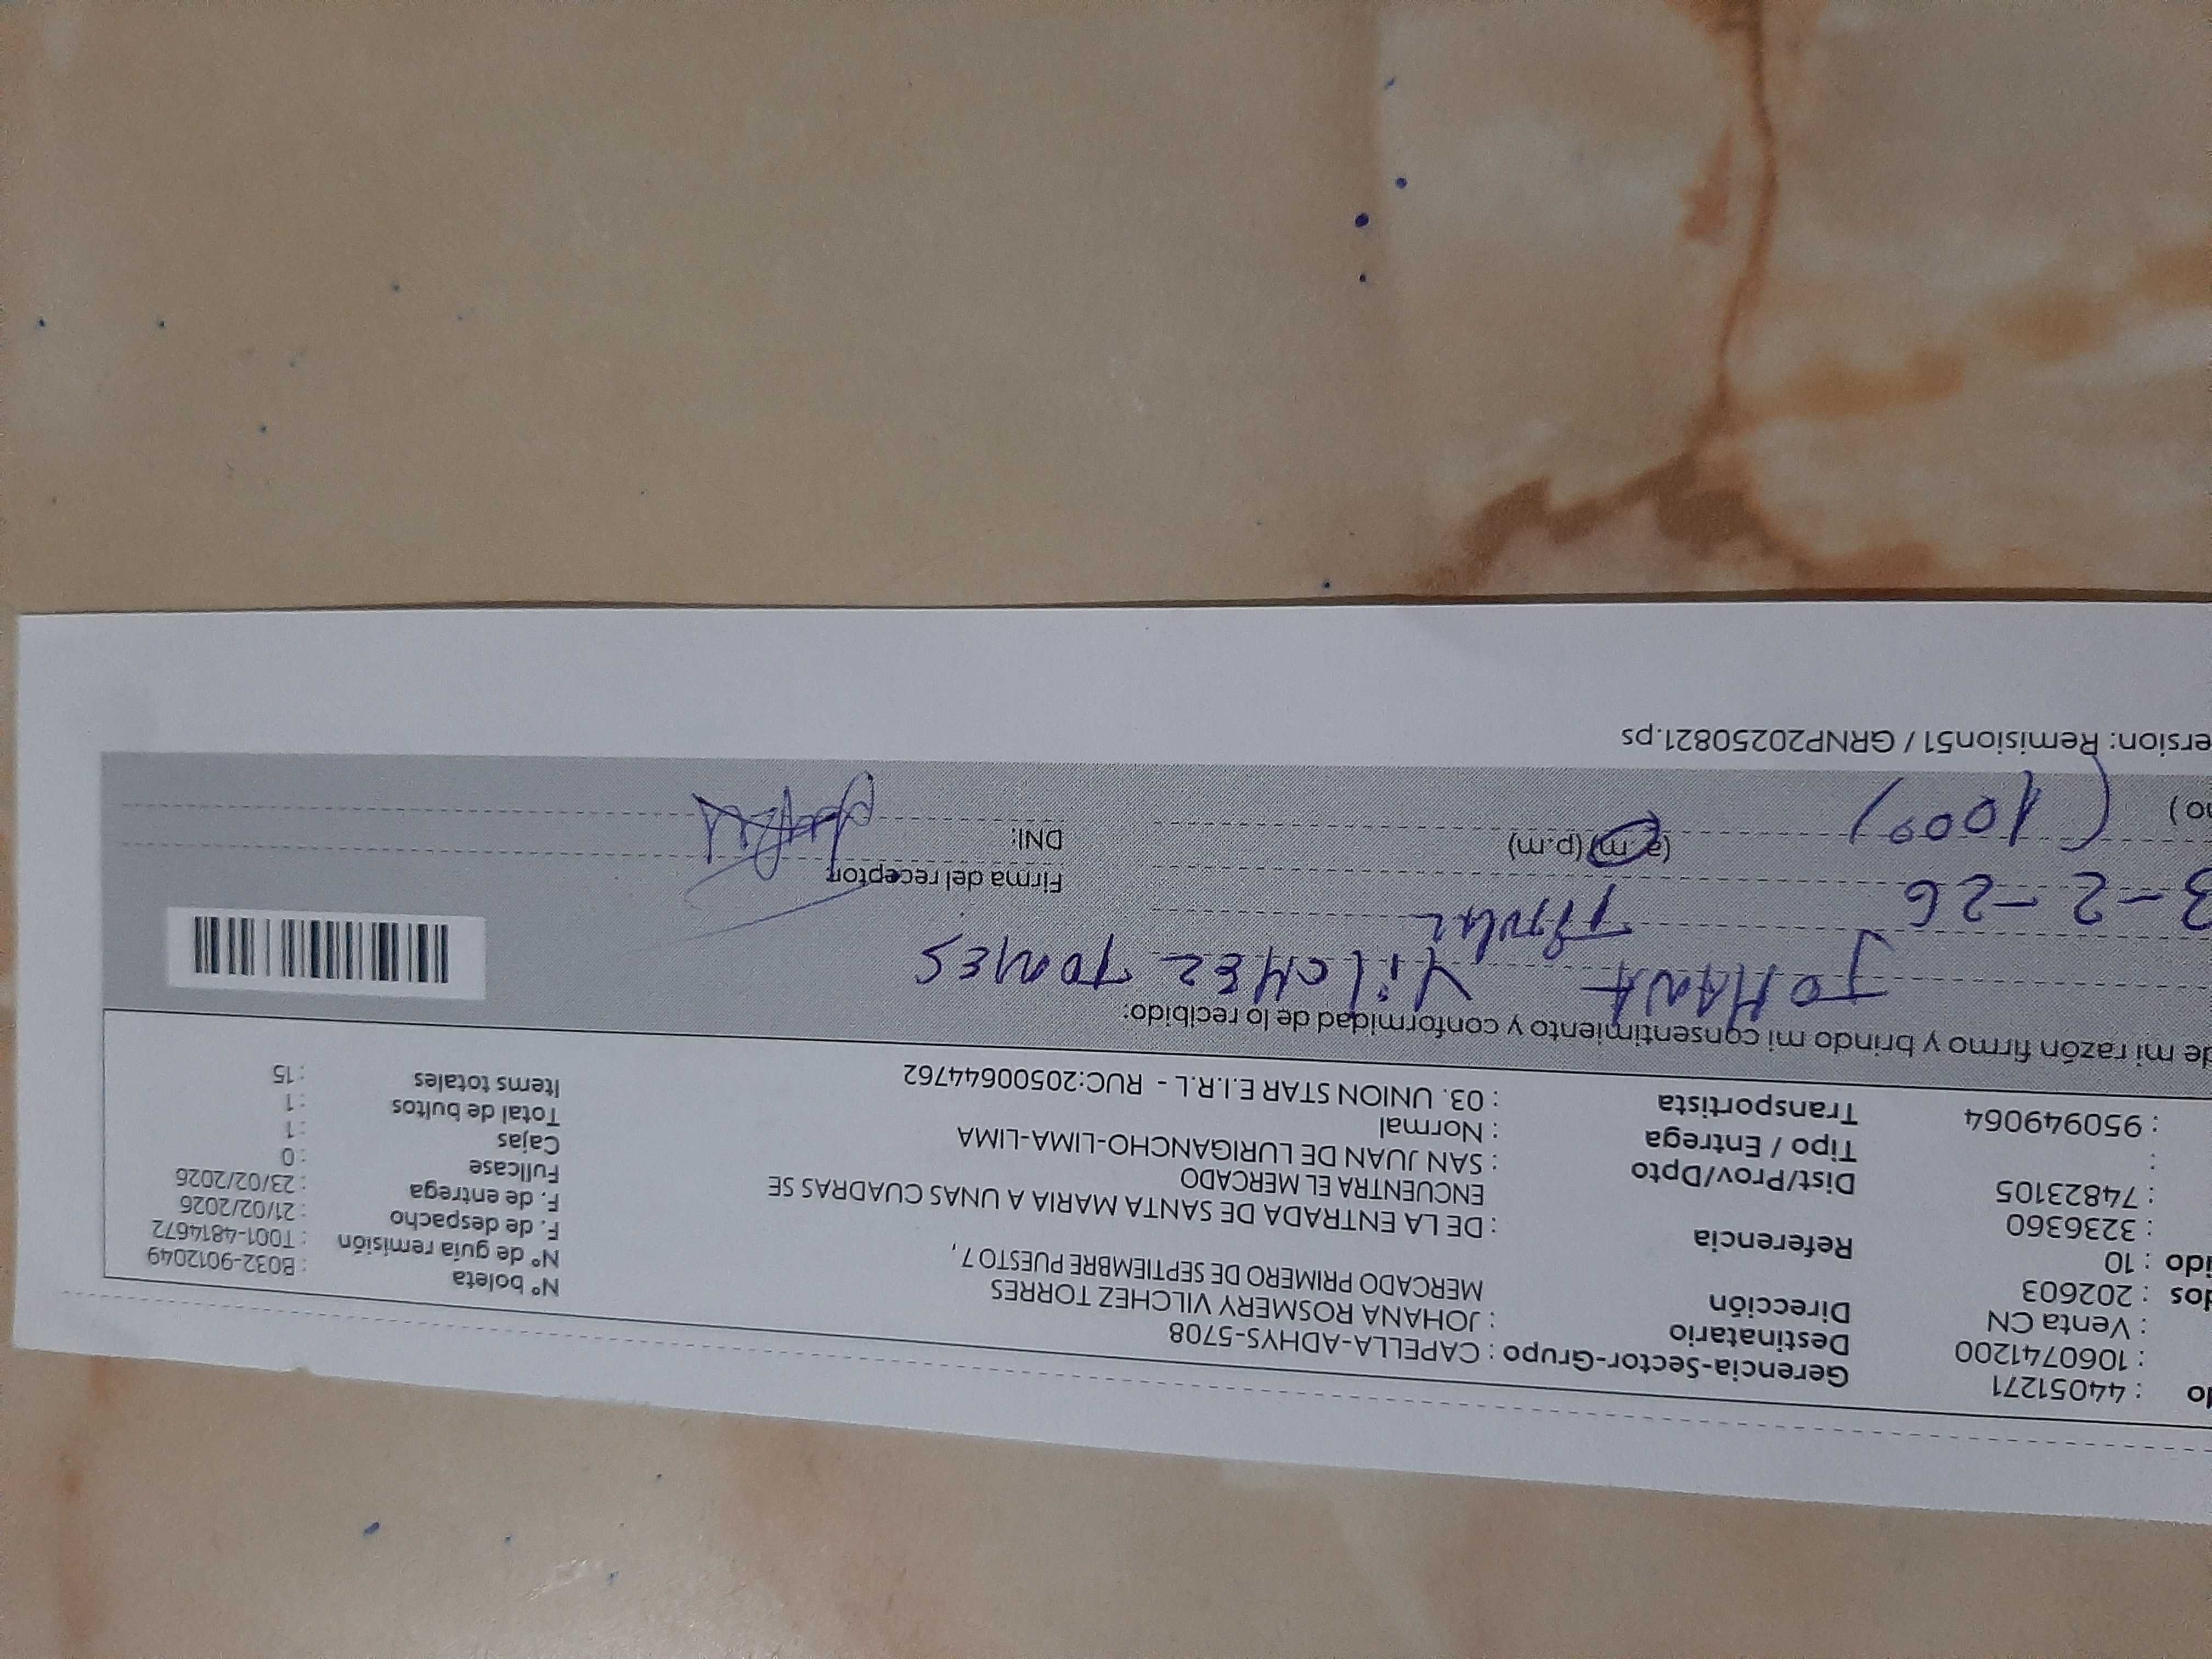 do : 44051271
: 1060741200
: Venta CN
dos : 202603
ido : 10
: 3236360
: 74823105
:
: 950949064
Gerencia-Sector-Grupo : CAPELLA-ADHYS-5708
Destinatario : JOHANA ROSMERY VILCHEZ TORRES
Dirección MERCADO PRIMERO DE SEPTIEMBRE PUESTO 7 ,
Referencia : DE LA ENTRADA DE SANTA MARIA A UNAS CUADRAS SE
ENCUENTRA EL MERCADO
Dist/Prov/Dpto : SAN JUAN DE LURIGANCHO-LIMA-LIMA
Tipo / Entrega : Normal
Transportista : 03. UNION STAR E.I.R.L - RUC:20500644762
N° boleta : B032-9012049
N° de guía remisión : T001-4814672
F. de despacho : 21/02/2026
F. de entrega : 23/02/2026
Fullcase : 0
Cajas : 1
Total de bultos : 1
Items totales : 15
de mi razón firmo y brindo mi consentimiento y conformidad de lo recibido:
JOHANA Vilchez Torres
Titular
3-2-26
Firma del receptor
(1000) (a.m) (p.m) DNI:
no)
ersion: Remision51 / GRNP20250821.ps